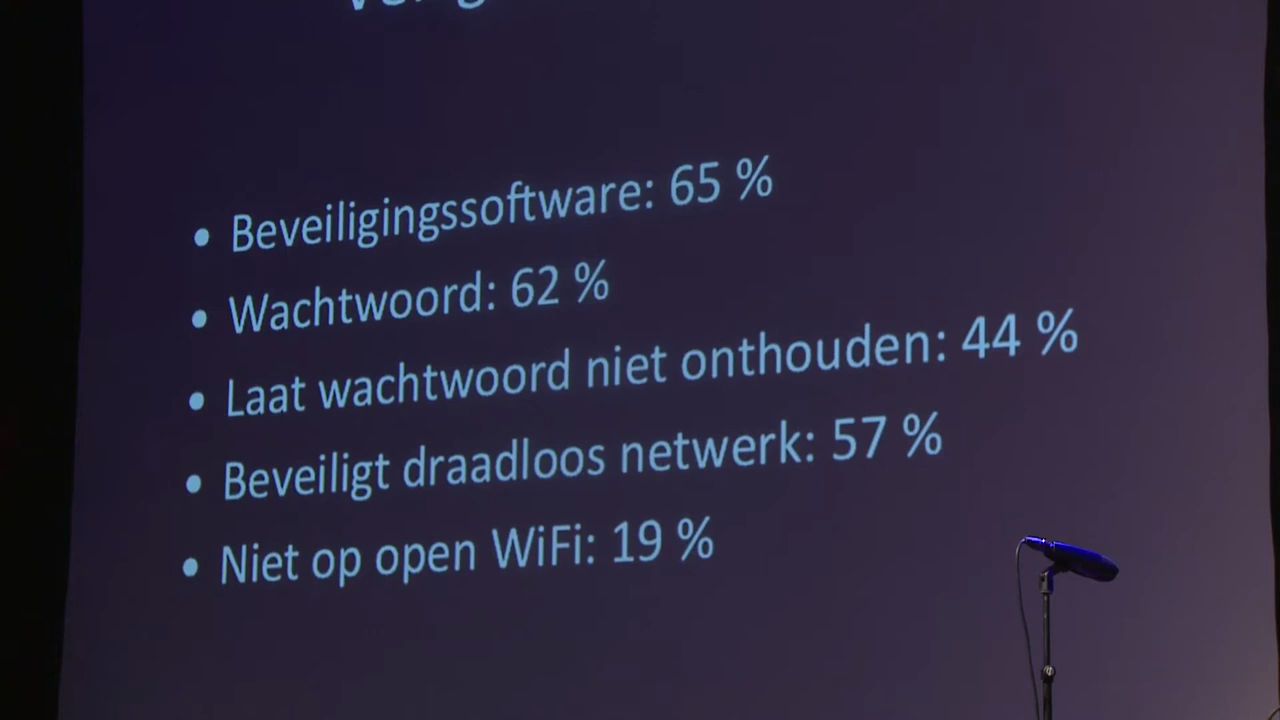 • Beveiligingssoftware: 65 %
• Wachtwoord: 62 %
• Laat wachtwoord niet onthouden: 44 %
• Beveiligt draadloos netwerk: 57 %
• Niet op open WiFi: 19 %